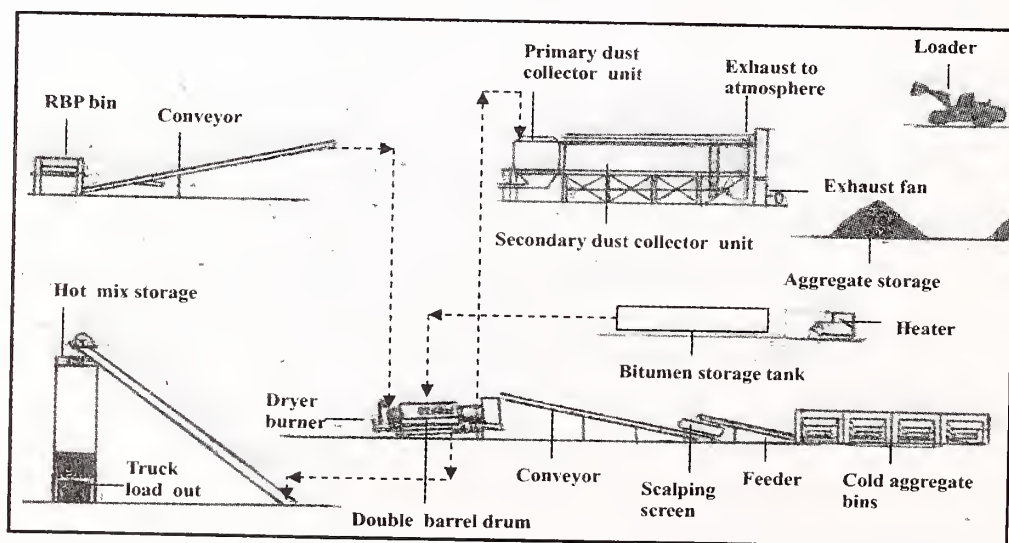 Primary dust
collector unit
Exhaust to
atmosphere
Loader
RBP bin
Conveyor
Exhaust fan
Secondary dust collector unit
Aggregate storage
Hot mix storage
Heater
Bitumen storage tank
Dryer
burner
Truck
load out
Conveyor
Scalping
screen
Feeder
Cold aggregate
bins
Double barrel drum